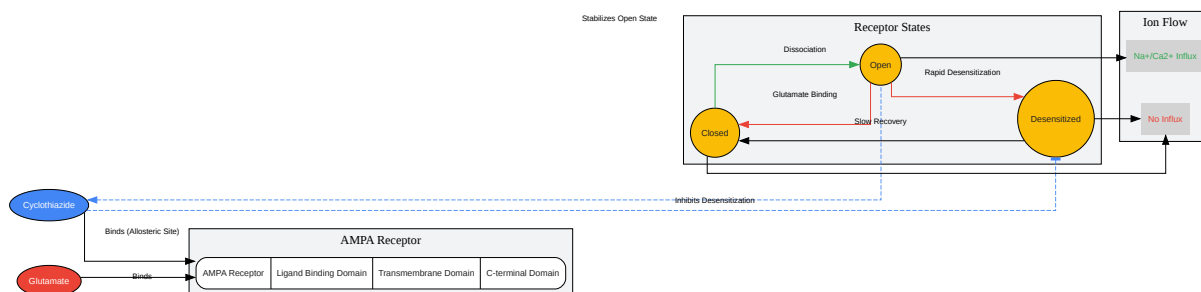 Stabilizes Open State
Receptor States
Ion Flow
Dissociation
Open
Na+/Ca2+ Influx
Rapid Desensitization
Glutamate Binding
Slow Recovery
Closed
Desensitized
No Influx
Cyclothiazide
Inhibits Desensitization
Binds (Allosteric Site)
AMPA Receptor
Glutamate
Binds
AMPA Receptor
Ligand Binding Domain
Transmembrane Domain
C-terminal Domain